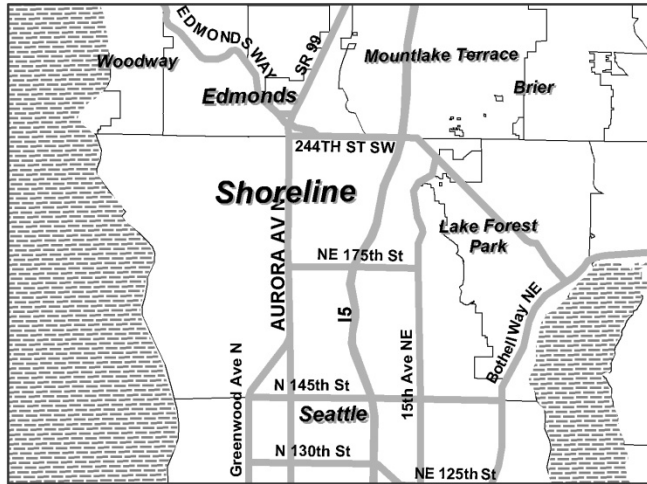 EDMONDS WAY
SR 99
Woodway
Mountlake Terrace
Edmonds
Brier
244TH ST SW
Shoreline
AURORA AV N
Lake Forest
Park
NE 175th St
I5
Bothell Way NE
15th Ave NE
Greenwood Ave N
N 145th St
Seattle
N 130th St
NE 125th St